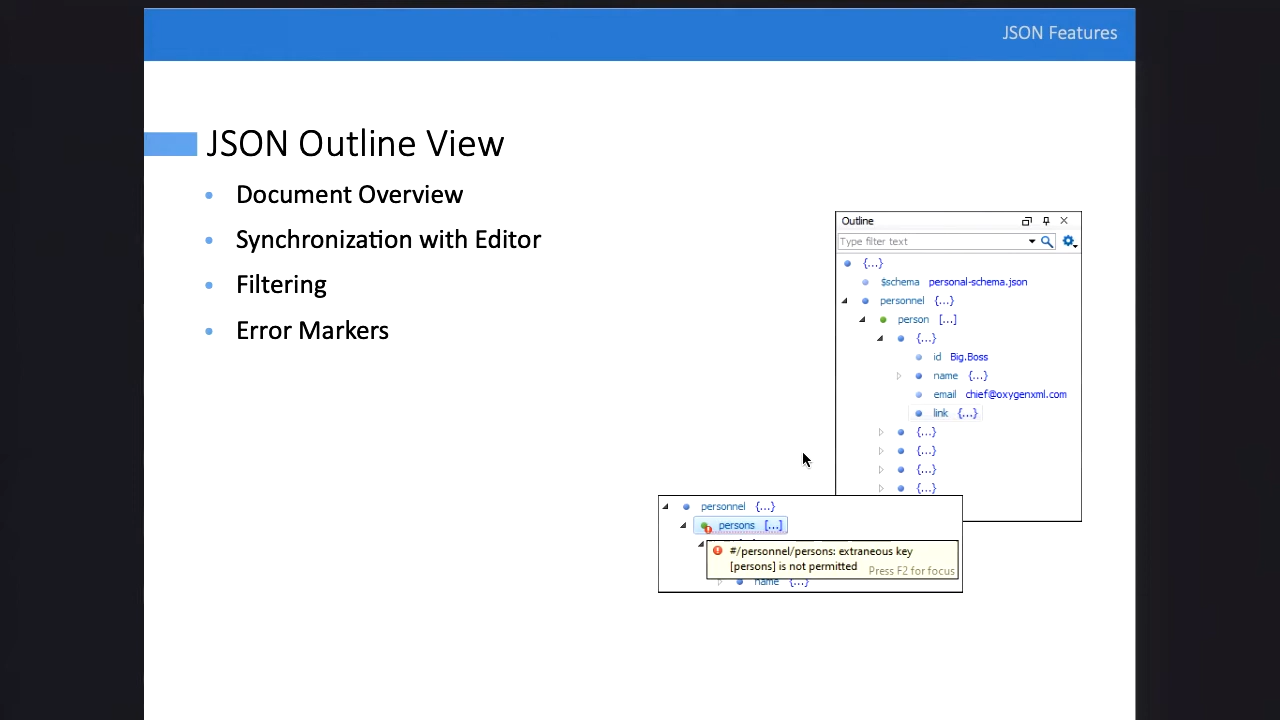 JSON Features
JSON Outline View
• Document Overview
• Synchronization with Editor
• Filtering
• Error Markers
Outline
Type filter text
{...}
$schema personal-schema.json
personnel {...}
person [...]
{...}
id Big.Boss
name {...}
email chief@oxygenxml.com
link {...}
{...}
{...}
{...}
{...}
personnel {...}
persons [...]
#/personnel/persons: extraneous key
[persons] is not permitted
Press F2 for focus
name {...}